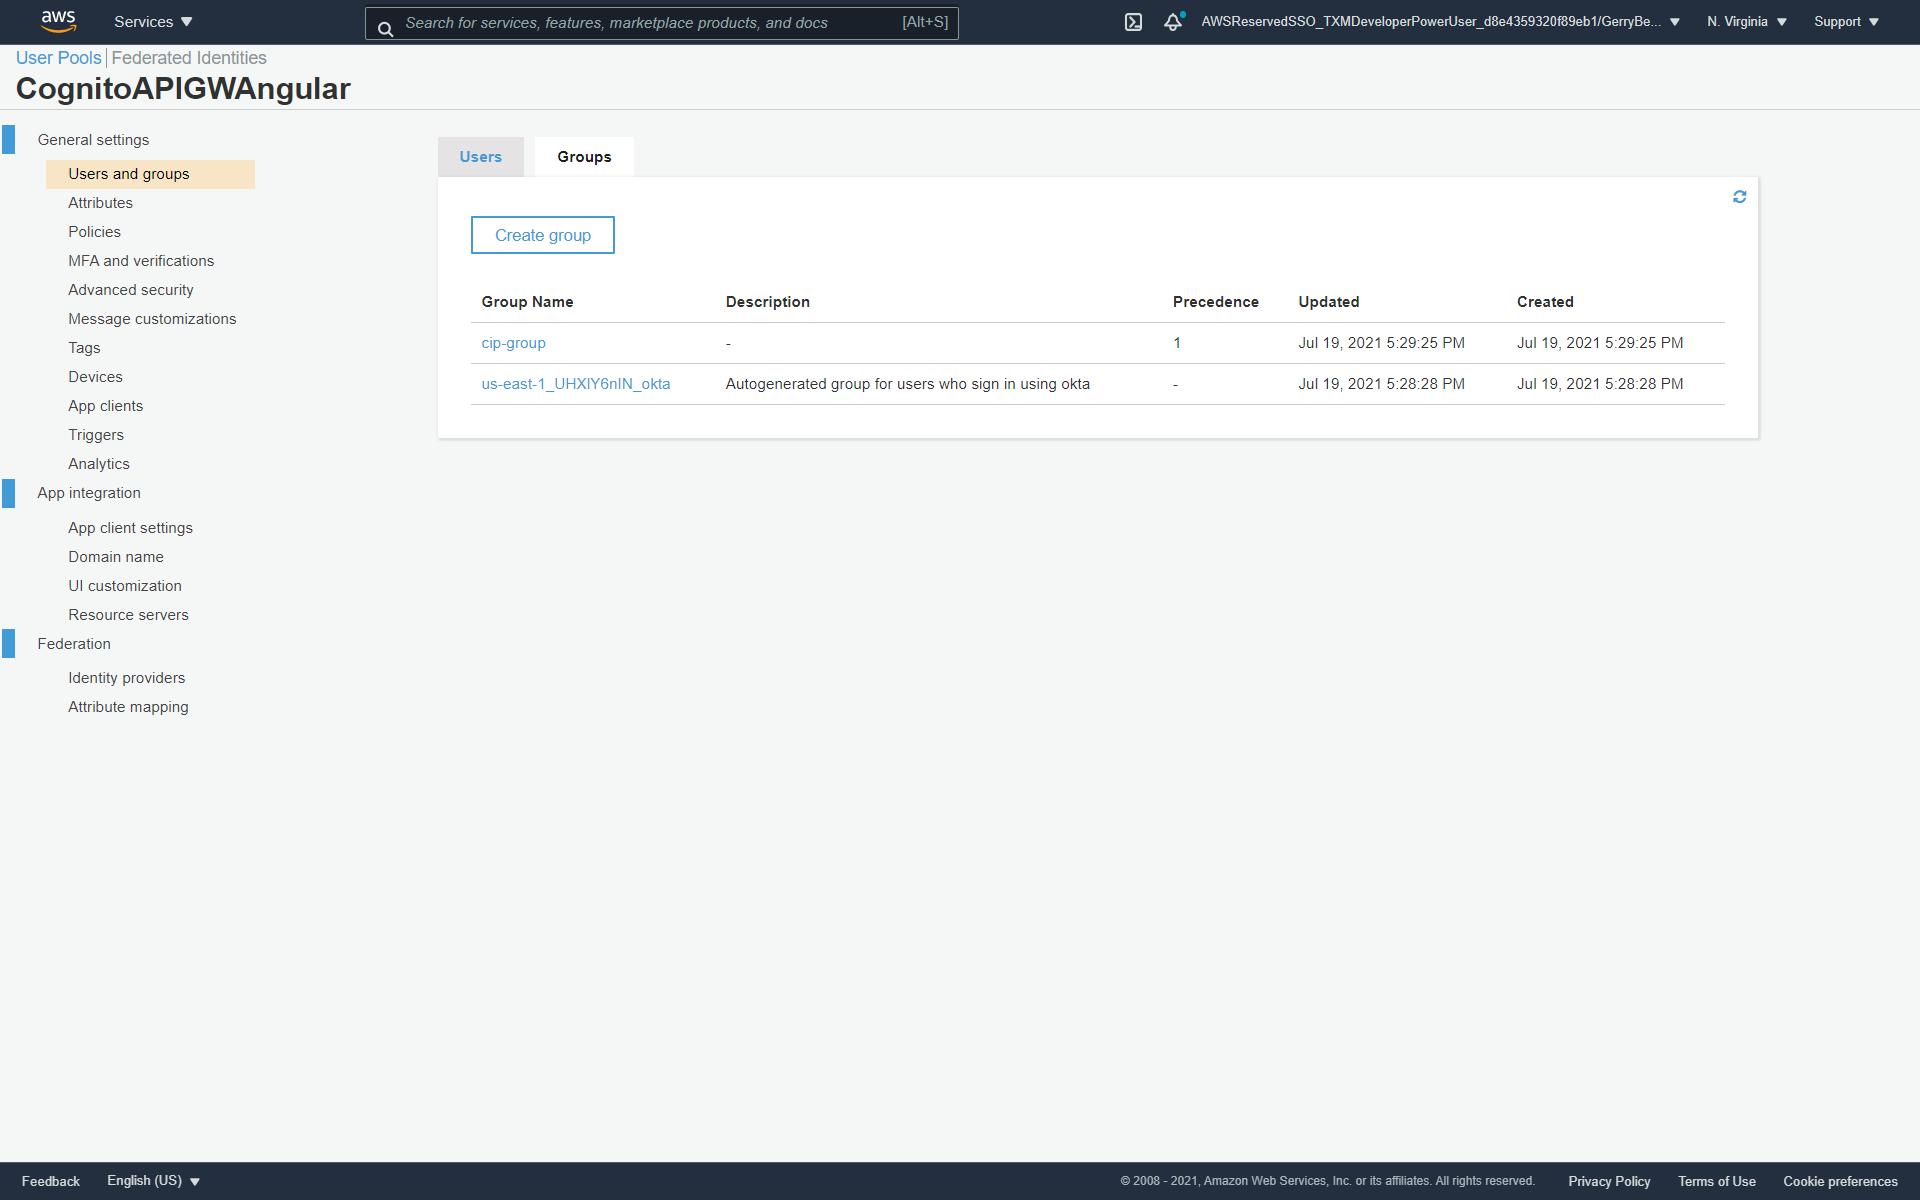 aws Services Search for services, features, marketplace products, and docs [Alt+S] AWSReservedSSO_TXMDeveloperPowerUser_d8e4359320f89eb1/GerryBe... N. Virginia Support
User Pools Federated Identities
CognitoAPIGWAngular
General settings
Users and groups
Attributes
Policies
MFA and verifications
Advanced security
Message customizations
Tags
Devices
App clients
Triggers
Analytics
App integration
App client settings
Domain name
UI customization
Resource servers
Federation
Identity providers
Attribute mapping
Users Groups
Create group
Group Name Description Precedence Updated Created
cip-group - 1 Jul 19, 2021 5:29:25 PM Jul 19, 2021 5:29:25 PM
us-east-1_UHXIY6nIN_okta Autogenerated group for users who sign in using okta - Jul 19, 2021 5:28:28 PM Jul 19, 2021 5:28:28 PM
Feedback English (US) © 2008 - 2021, Amazon Web Services, Inc. or its affiliates. All rights reserved. Privacy Policy Terms of Use Cookie preferences